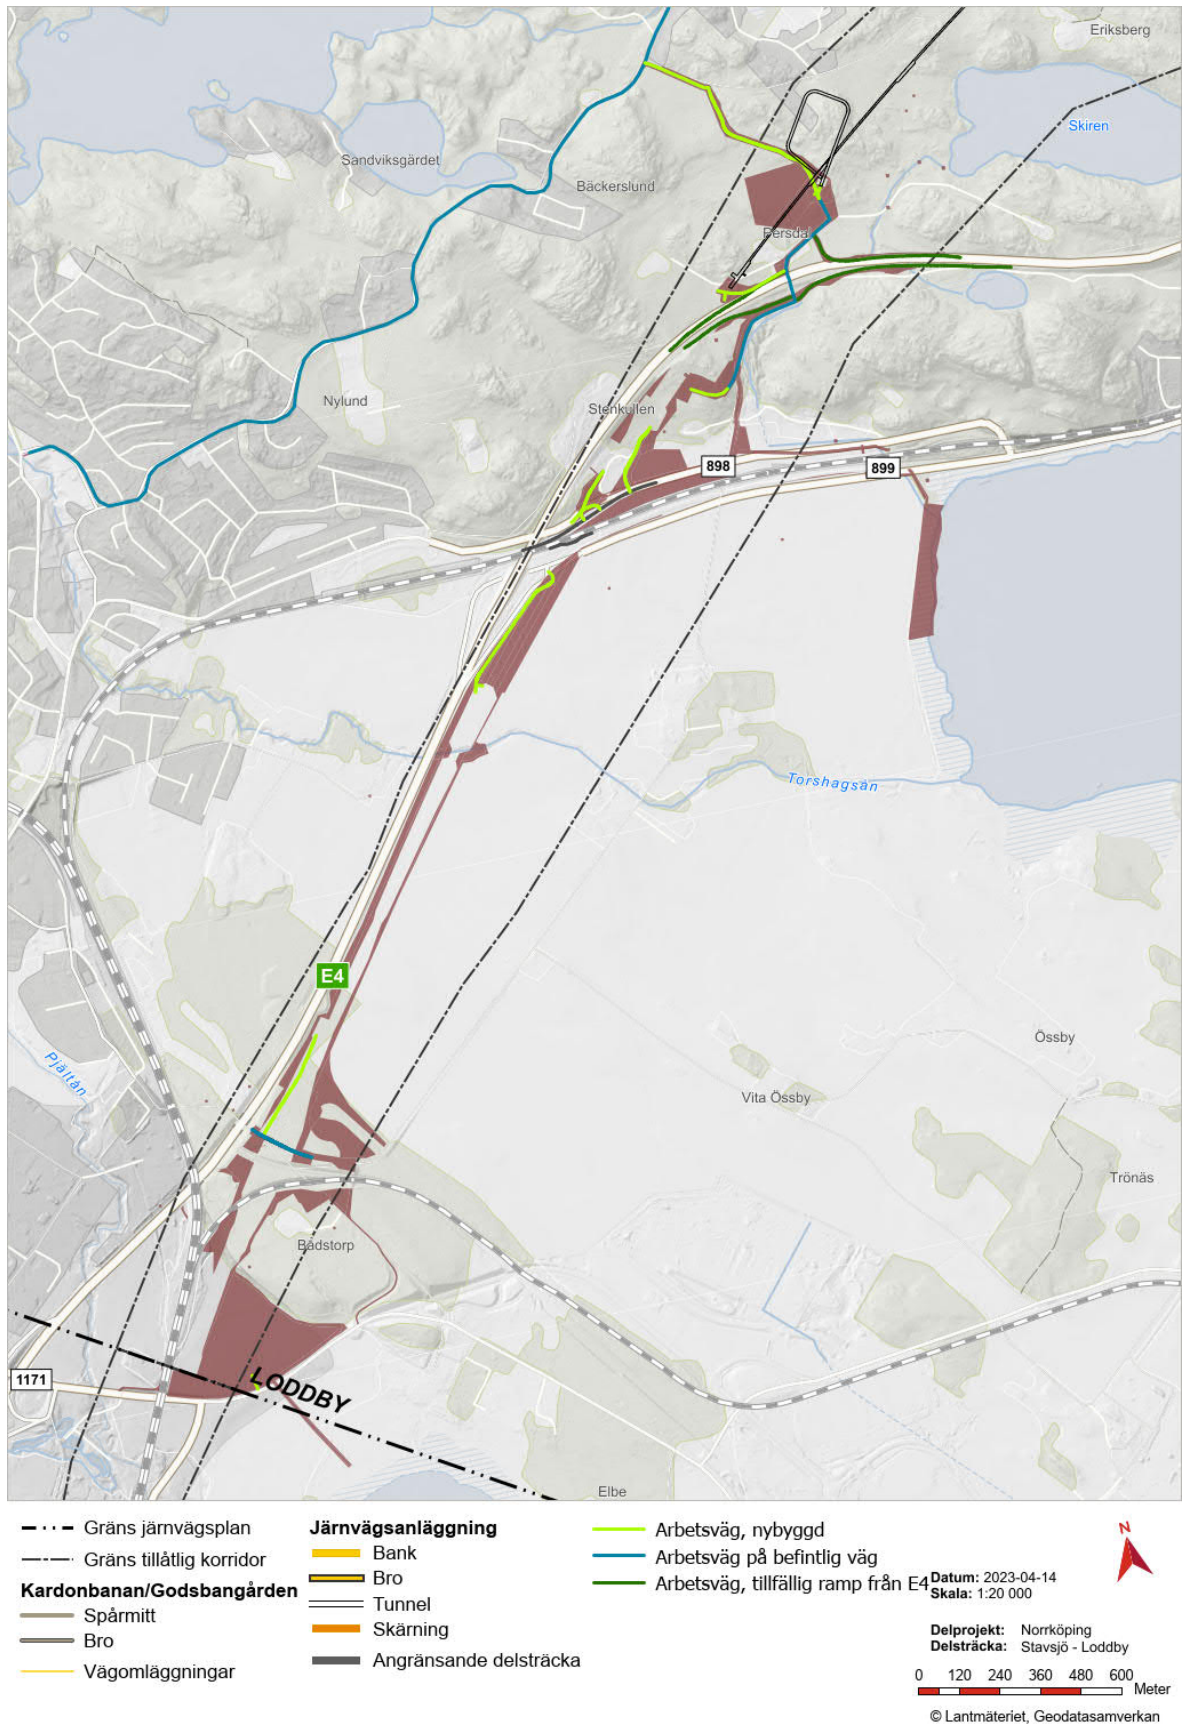 Eriksberg
Skiren
Sandviksgärdet
Bäckerslund
Persdal
Nylund
Stenkullen
898
899
Torshagsån
E4
Pjältån
Össby
Vita Össby
Trönäs
Bådstorp
1171
LODDBY
Elbe
Gräns järnvägsplan
Gräns tillåtlig korridor
Kardonbanan/Godsbangården
Spårmitt
Bro
Vägomläggningar
Järnvägsanläggning
Bank
Bro
Tunnel
Skärning
Angränsande delsträcka
Arbetsväg, nybyggd
Arbetsväg på befintlig väg
Arbetsväg, tillfällig ramp från E4
N
Datum: 2023-04-14
Skala: 1:20 000
Delprojekt: Norrköping
Delsträcka: Stavsjö - Loddby
0 120 240 360 480 600
Meter
© Lantmäteriet, Geodatasamverkan